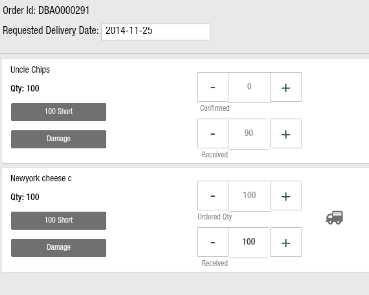 Order Id: DBAO000291
Requested Delivery Date: 2014-11-25
Uncle Chips
Qty: 100
100 Short
Damage
- 0 +
Confirmed
- 90 +
Received
Newyork cheese c
Qty: 100
100 Short
Damage
- 100 +
Ordered Qty
- 100 +
Received